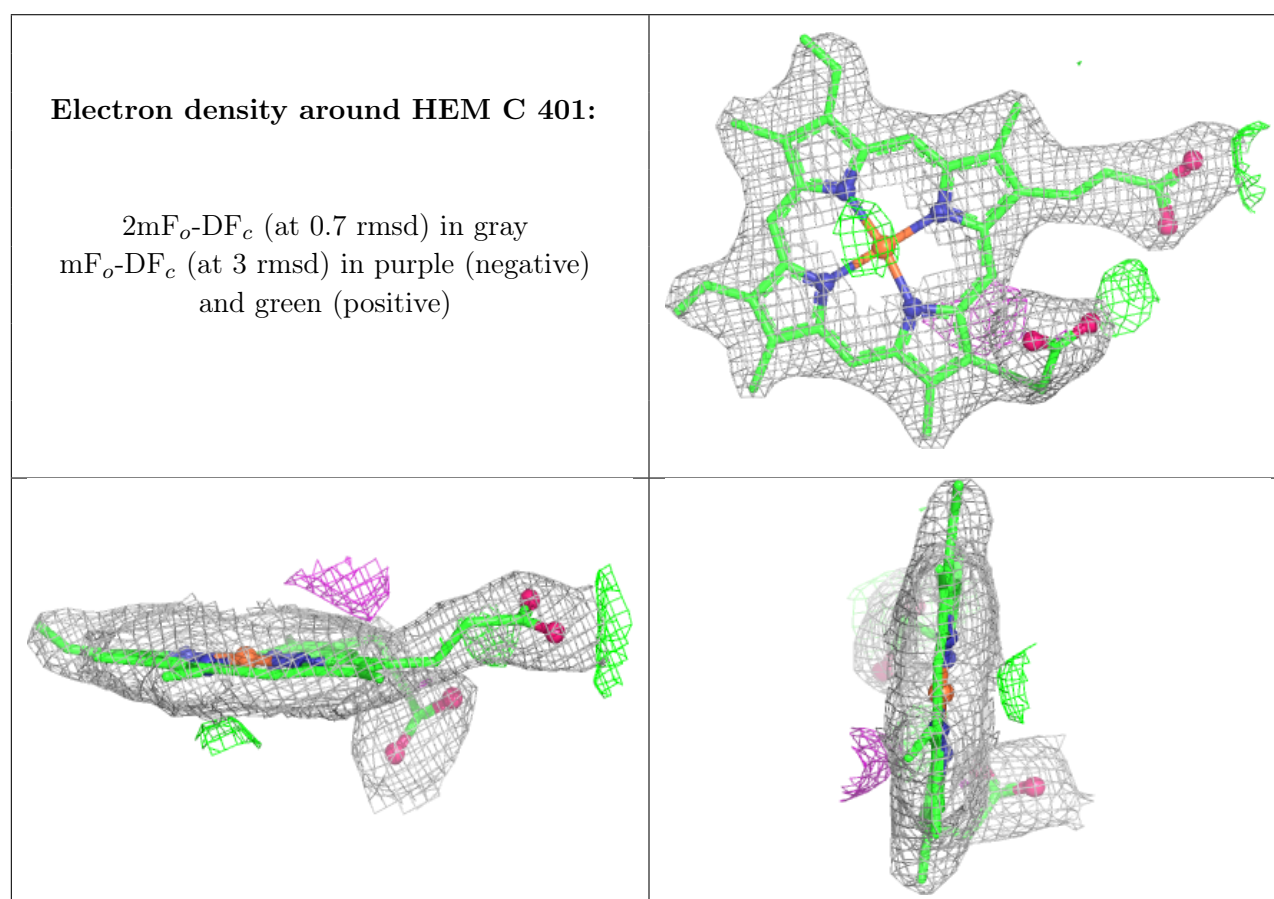 Electron density around HEM C 401:
2mFo-DFc (at 0.7 rmsd) in gray
mFo-DFc (at 3 rmsd) in purple (negative)
and green (positive)